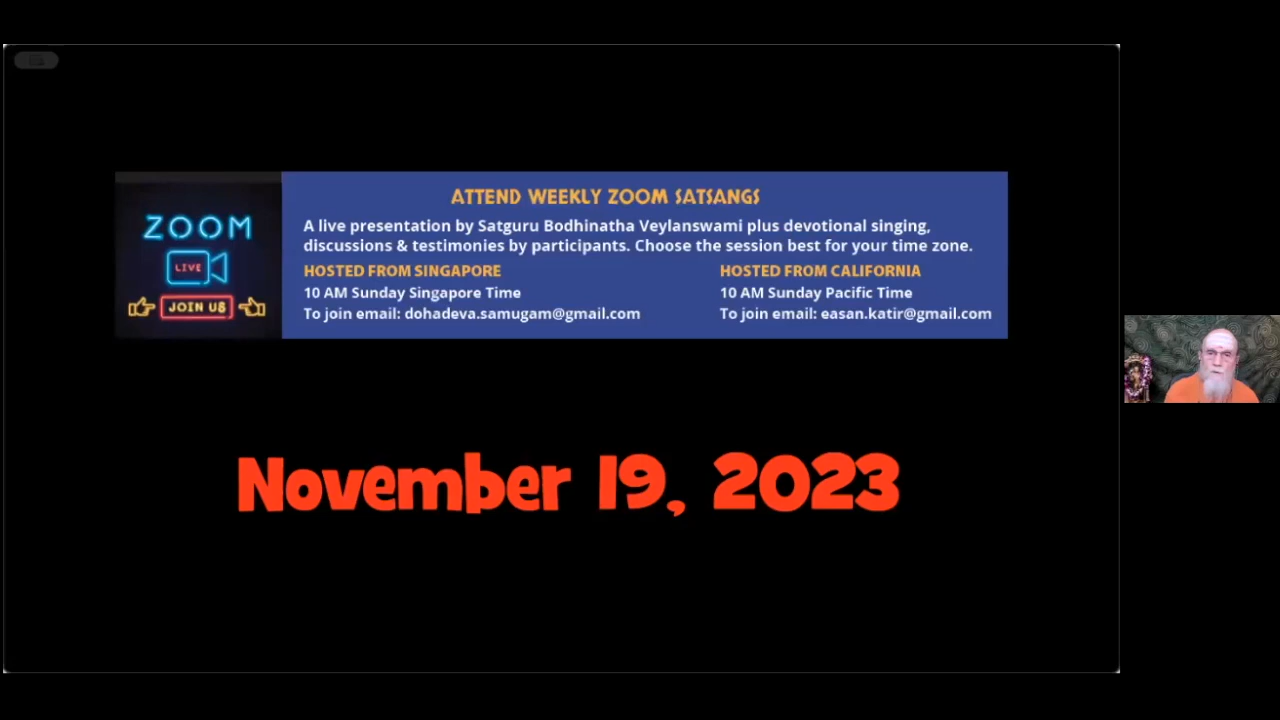 ZOOM
LIVE
JOIN US
ATTEND WEEKLY ZOOM SATSANGS
A live presentation by Satguru Bodhinatha Veylanswami plus devotional singing,
discussions & testimonies by participants. Choose the session best for your time zone.
HOSTED FROM SINGAPORE
10 AM Sunday Singapore Time
To join email: dohadeva.samugam@gmail.com
HOSTED FROM CALIFORNIA
10 AM Sunday Pacific Time
To join email: easan.katir@gmail.com
November 19, 2023